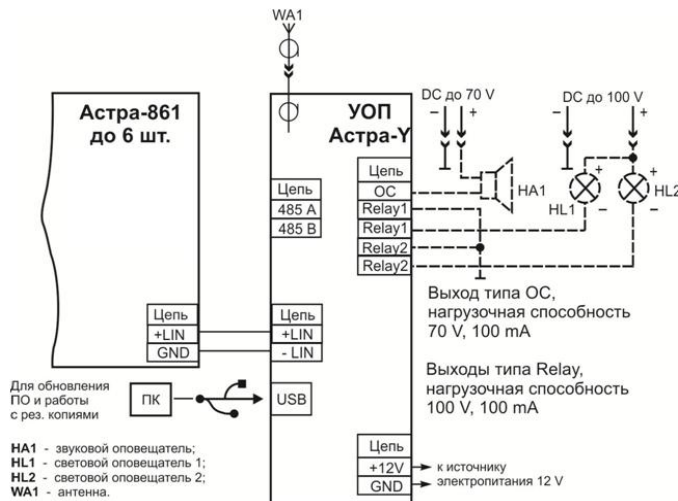 WA1
Астра-861
до 6 шт.
УОП
Астра-Y
DC до 70 V
DC до 100 V
–
+
–
+
Цепь
OC
Relay1
Relay1
Relay2
Relay2
HA1
+
HL1
–
+
HL2
–
Цепь
485 A
485 B
Выход типа ОС,
нагрузочная способность
70 V, 100 mA
Цепь
+LIN
GND
Цепь
+LIN
- LIN
Выходы типа Relay,
нагрузочная способность
100 V, 100 mA
Для обновления
ПО и работы
с рез. копиями
ПК
USB
HA1 - звуковой оповещатель;
HL1 - световой оповещатель 1;
HL2 - световой оповещатель 2;
WA1 - антенна.
Цепь
+12V
GND
к источнику
электропитания 12 V